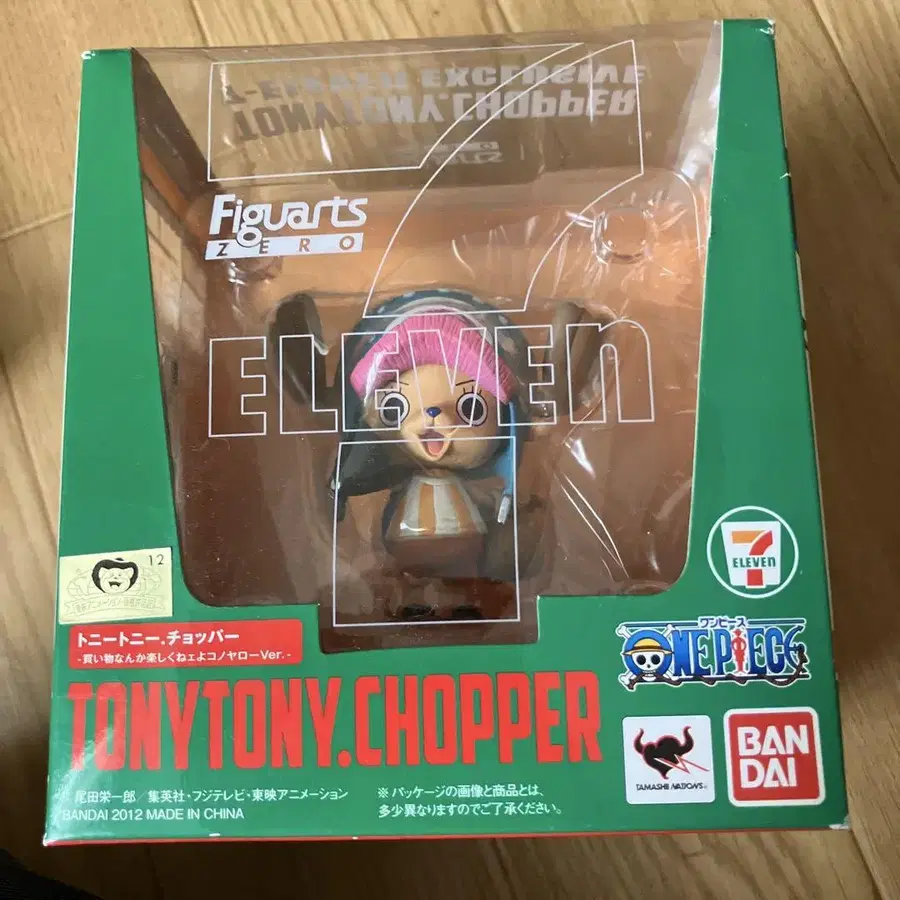 7-ELEVEN EXCLUSIVE
TONYTONY.CHOPPER
Figuarts
ZERO
ELEVEn
12
7
ELEVEN
トニートニー.チョッパー
-買い物なんか楽しくねェよコノヤローVer.-
ワンピース
ONE PIECE
TONYTONY.CHOPPER
尾田栄一郎/集英社・フジテレビ・東映アニメーション
BANDAI 2012 MADE IN CHINA
※パッケージの画像と商品とは、
多少異なりますのでご了承ください。
TAMASHII NATIONS
BAN
DAI